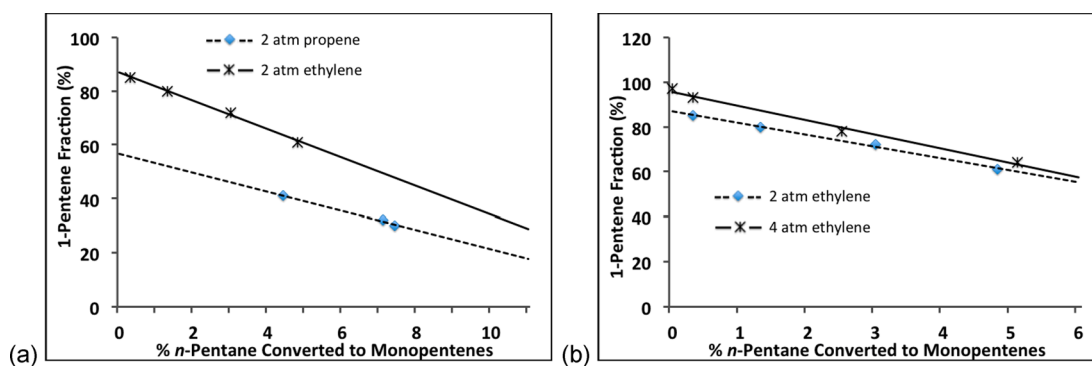 100
80
60
40
20
0
1-Pentene Fraction (%)
2 atm propene
2 atm ethylene
0 2 4 6 8 10
% n-Pentane Converted to Monopentenes
(a)
120
100
80
60
40
20
0
1-Pentene Fraction (%)
2 atm ethylene
4 atm ethylene
0 1 2 3 4 5 6
% n-Pentane Converted to Monopentenes
(b)